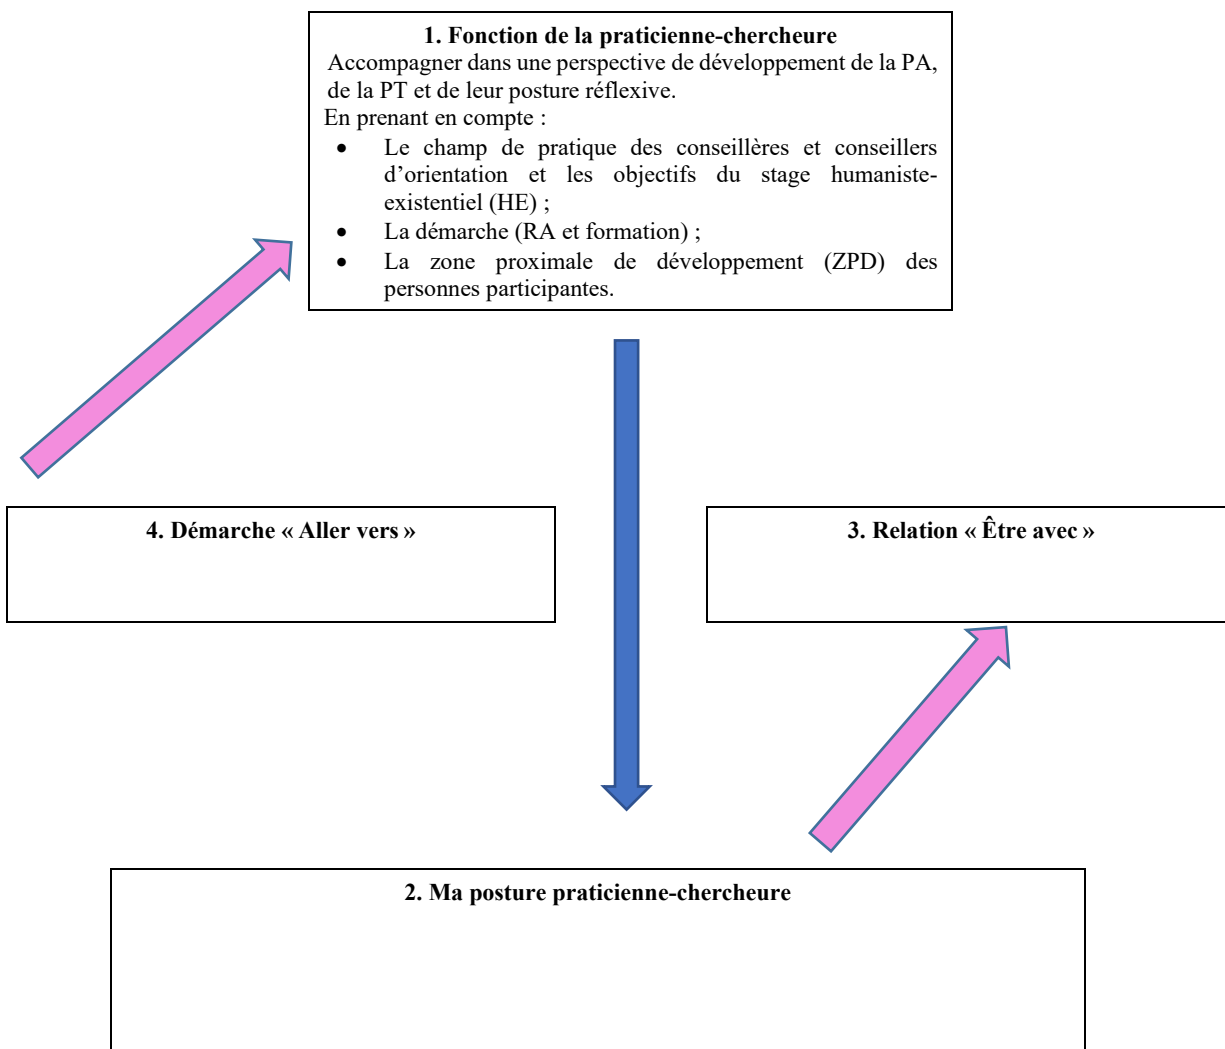 1. Fonction de la praticienne-chercheure
Accompagner dans une perspective de développement de la PA,
de la PT et de leur posture réflexive.
En prenant en compte :
• Le champ de pratique des conseillères et conseillers
d’orientation et les objectifs du stage humaniste-
existentiel (HE) ;
• La démarche (RA et formation) ;
• La zone proximale de développement (ZPD) des
personnes participantes.
4. Démarche « Aller vers »
3. Relation « Être avec »
2. Ma posture praticienne-chercheure